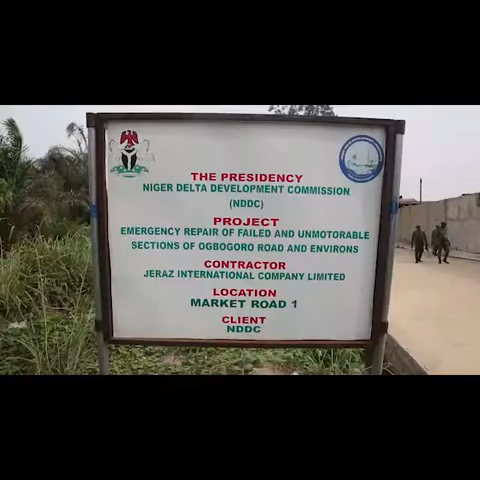 THE PRESIDENCY
NIGER DELTA DEVELOPMENT COMMISSION
(NDDC)
PROJECT
EMERGENCY REPAIR OF FAILED AND UNMOTORABLE
SECTIONS OF OGBOGORO ROAD AND ENVIRONS
CONTRACTOR
JERAZ INTERNATIONAL COMPANY LIMITED
LOCATION
MARKET ROAD 1
CLIENT
NDDC